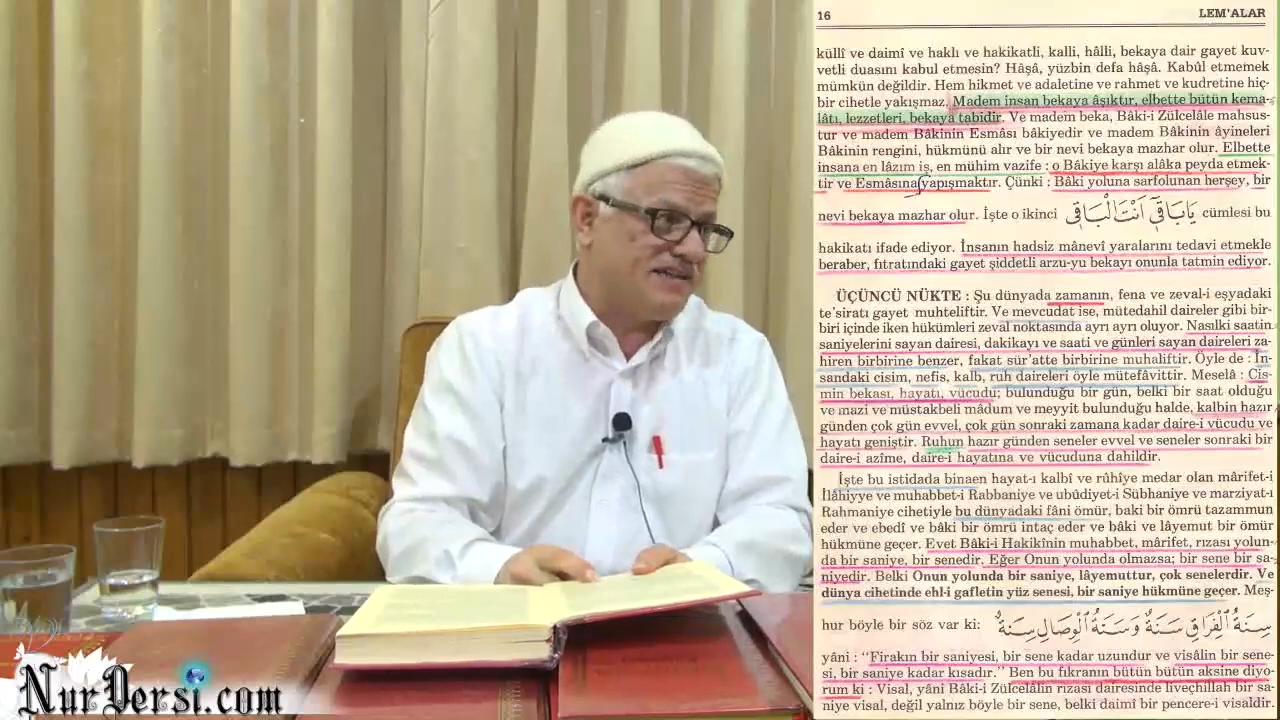 16 LEM'ALAR
küllî ve daimî ve haklı ve hakikatli, kalli, hâlli, bekaya dair gayet kuv-
vetli duasını kabul etmesin? Hâşâ, yüzbin defa hâşâ. Kabûl etmemek
mümkün değildir. Hem hikmet ve adaletine ve rahmet ve kudretine hiç-
bir cihetle yakışmaz. Madem insan bekaya âşıktır, elbette bütün kema-
lâtı, lezzetleri, bekaya tabidir. Ve madem beka, Bâki-i Zülcelâle mahsus-
tur ve madem Bâkinin Esmâsı bâkiyedir ve madem Bâkinin âyineleri
Bâkinin rengini, hükmünü alır ve bir nevi bekaya mazhar olur. Elbette
insana en lâzım iş, en mühim vazife : o Bâkiye karşı alâka peyda etmek-
tir ve Esmâsına yapışmaktır. Çünki : Bâki yoluna sarfolunan herşey, bir
nevi bekaya mazhar olur. İşte o ikinci يَابَاقِٓي اَنْتَ الْبَاقِي cümlesi bu
hakikatı ifade ediyor. İnsanın hadsiz mânevî yaralarını tedavi etmekle
beraber, fıtratındaki gayet şiddetli arzu-yu bekayı onunla tatmin ediyor.
ÜÇÜNCÜ NÜKTE : Şu dünyada zamanın, fena ve zeval-i eşyadaki
te'siratı gayet muhteliftir. Ve mevcudat ise, mütedahil daireler gibi bir-
biri içinde iken hükümleri zeval noktasında ayrı ayrı oluyor. Nasılki saatin
saniyelerini sayan dairesi, dakikayı ve saati ve günleri sayan daireleri za-
hiren birbirine benzer, fakat sür'atte birbirine muhaliftir. Öyle de : İn-
sandaki cisim, nefis, kalb, ruh daireleri öyle mütefâvittir. Meselâ : Cis-
min bekası, hayatı, vücudu; bulunduğu bir gün, belki bir saat olduğu
ve mazi ve müstakbeli mâdum ve meyyit bulunduğu halde, kalbin hazır
günden çok gün evvel, çok gün sonraki zamana kadar daire-i vücudu ve
hayatı geniştir. Ruhun hazır günden seneler evvel ve seneler sonraki bir
daire-i azîme, daire-i hayatına ve vücuduna dahildir.
İşte bu istidada binaen hayat-ı kalbî ve rûhîye medar olan mârifet-i
İlâhiyye ve muhabbet-i Rabbaniye ve ubûdiyet-i Sübhaniye ve marziyat-ı
Rahmaniye cihetiyle bu dünyadaki fâni ömür, baki bir ömrü tazammun
eder ve ebedî ve bâki bir ömrü intaç eder ve bâki ve lâyemut bir ömür
hükmüne geçer. Evet Bâki-i Hakikînin muhabbet, mârifet, rızası yolun-
da bir saniye, bir senedir. Eğer Onun yolunda olmazsa; bir sene bir sa-
niyedir. Belki Onun yolunda bir saniye, lâyemuttur, çok senelerdir. Ve
dünya cihetinde ehl-i gafletin yüz senesi, bir saniye hükmüne geçer. Meş-
hur böyle bir söz var ki: سِنَةُ الْفِرَاقِ سَنَةٌ وَسَنَةُ الْوِصَالِ سِنَةٌ
yâni : "Firakın bir saniyesi, bir sene kadar uzundur ve visâlin bir sene-
si, bir saniye kadar kısadır." Ben bu fıkranın bütün bütün aksine diyo-
rum ki : Visal, yâni Bâki-i Zülcelâlin rızası dairesinde livechillah bir sa-
niye visal, değil yalnız böyle bir sene, belki daimî bir pencere-i visaldir.
NurDersi.com